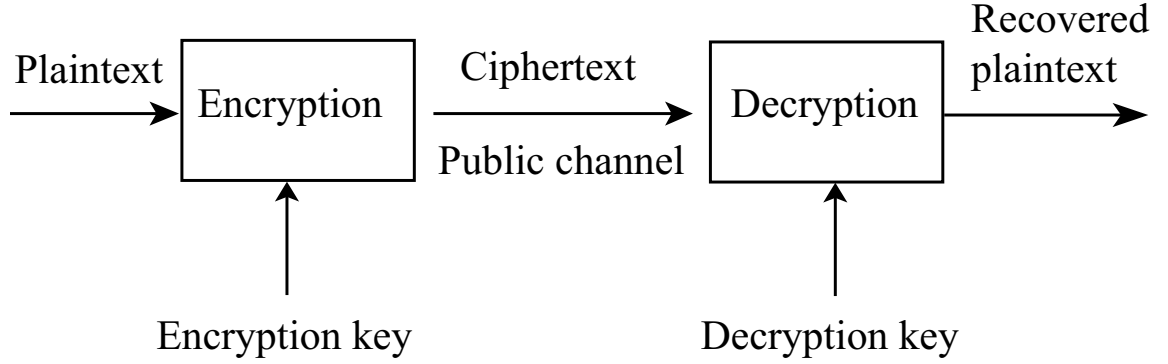 Plaintext
Encryption
Ciphertext
Public channel
Decryption
Recovered
plaintext
Encryption key
Decryption key